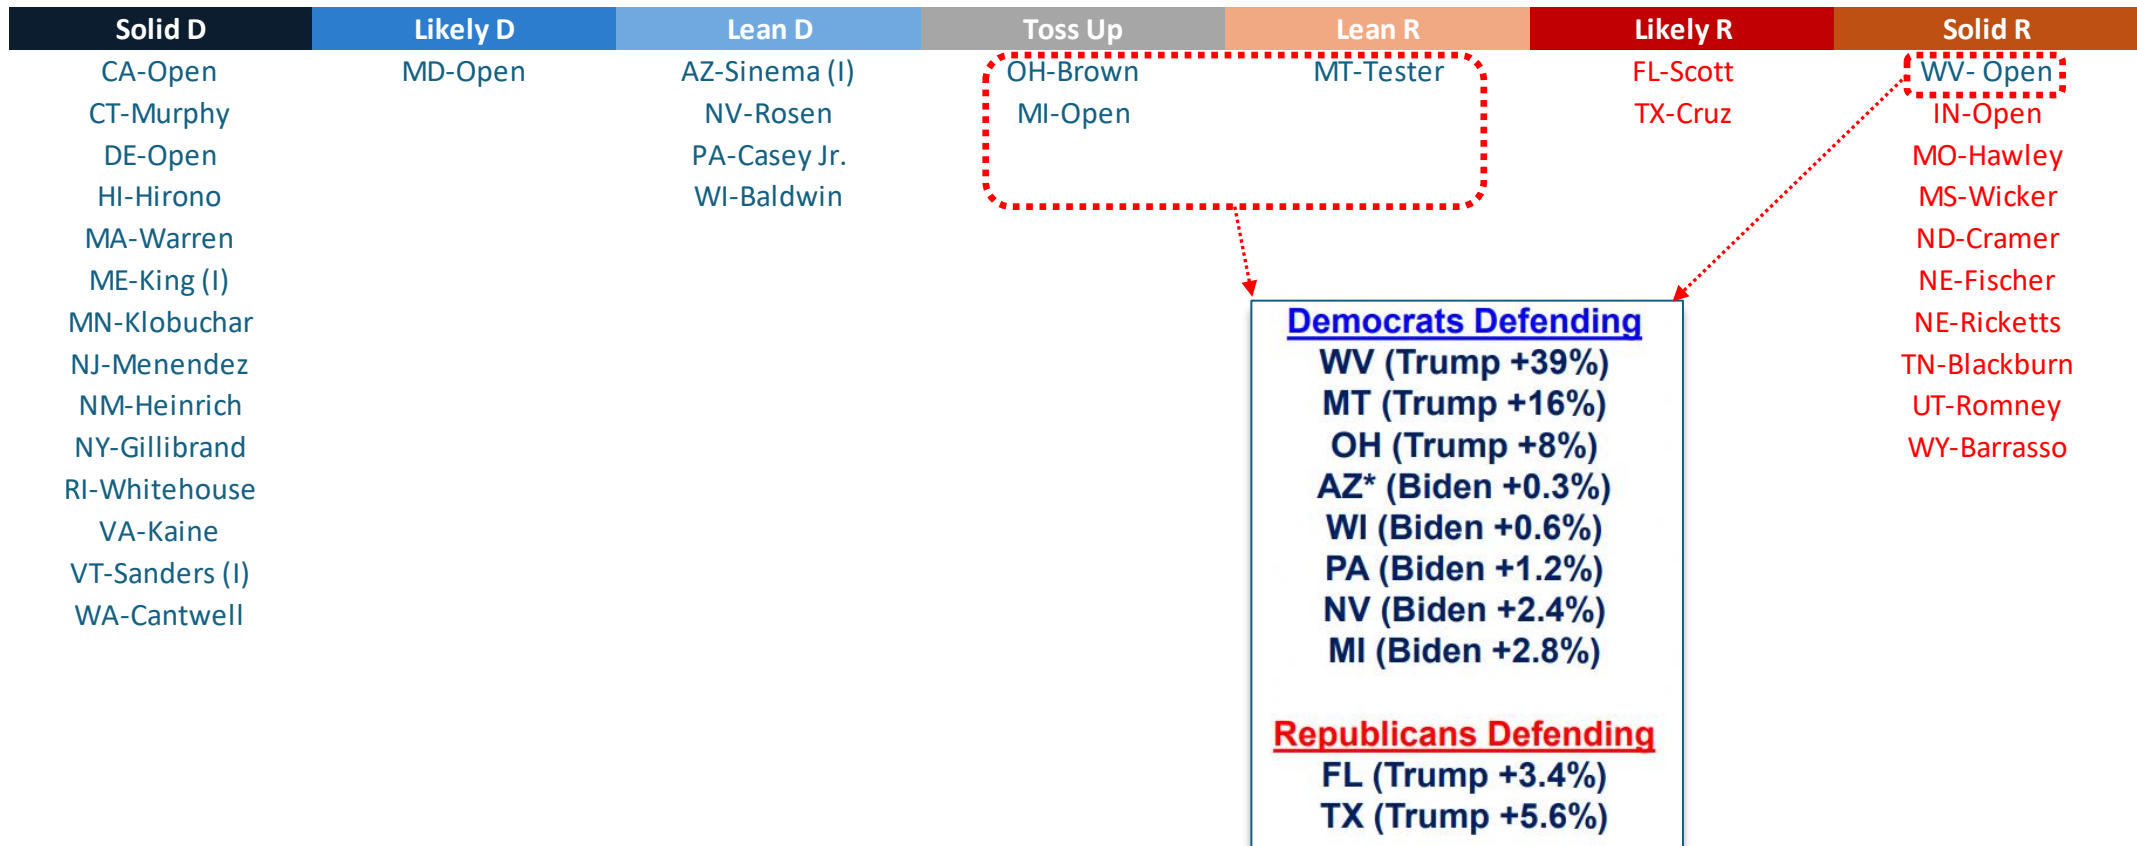 Solid D Likely D Lean D Toss Up Lean R Likely R Solid R
CA-Open MD-Open AZ-Sinema (I) OH-Brown MT-Tester FL-Scott WV- Open
CT-Murphy NV-Rosen MI-Open TX-Cruz IN-Open
DE-Open PA-Casey Jr. MO-Hawley
HI-Hirono WI-Baldwin MS-Wicker
MA-Warren ND-Cramer
ME-King (I) NE-Fischer
MN-Klobuchar NE-Ricketts
NJ-Menendez TN-Blackburn
NM-Heinrich UT-Romney
NY-Gillibrand WY-Barrasso
RI-Whitehouse
VA-Kaine
VT-Sanders (I)
WA-Cantwell
Democrats Defending
WV (Trump +39%)
MT (Trump +16%)
OH (Trump +8%)
AZ* (Biden +0.3%)
WI (Biden +0.6%)
PA (Biden +1.2%)
NV (Biden +2.4%)
MI (Biden +2.8%)
Republicans Defending
FL (Trump +3.4%)
TX (Trump +5.6%)